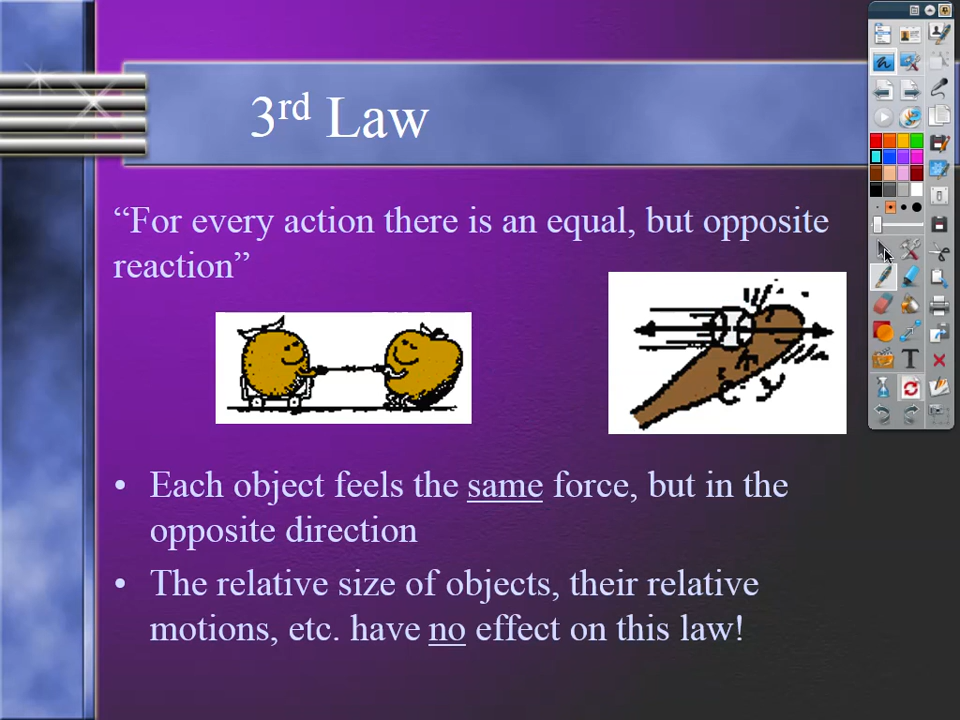 3rd Law
“For every action there is an equal, but opposite
reaction”
• Each object feels the same force, but in the
opposite direction
• The relative size of objects, their relative
motions, etc. have no effect on this law!